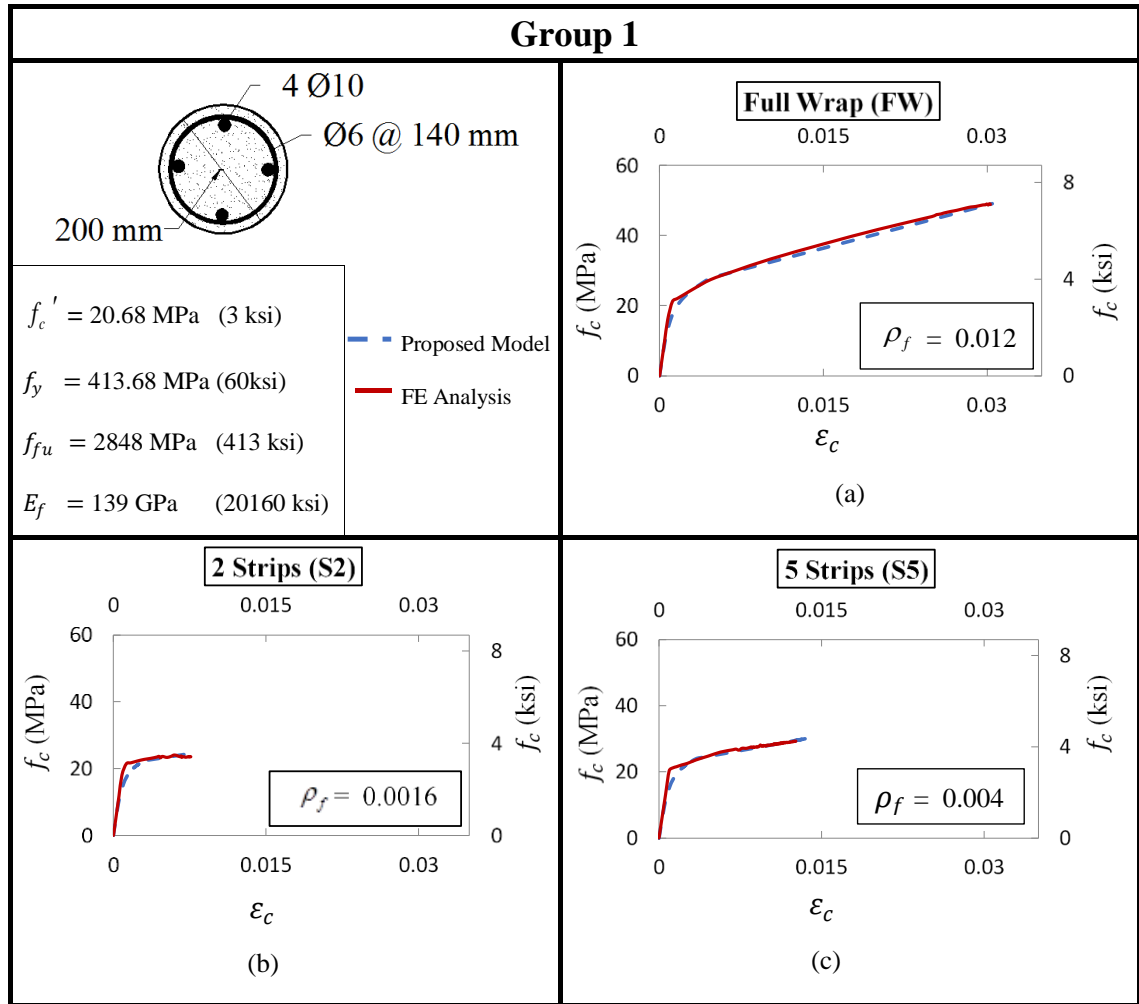 Group 1
4 Ø10
Ø6 @ 140 mm
200 mm
f_c' = 20.68 MPa (3 ksi)
f_y = 413.68 MPa (60ksi)
f_fu = 2848 MPa (413 ksi)
E_f = 139 GPa (20160 ksi)
Proposed Model
FE Analysis
Full Wrap (FW)
0 0.015 0.03
60
40
20
0
f_c (MPa)
8
4
0
f_c (ksi)
ρ_f = 0.012
0 0.015 0.03
ε_c
(a)
2 Strips (S2)
0 0.015 0.03
60
40
20
0
f_c (MPa)
8
4
0
f_c (ksi)
ρ_f = 0.0016
0 0.015 0.03
ε_c
(b)
5 Strips (S5)
0 0.015 0.03
60
40
20
0
f_c (MPa)
8
4
0
f_c (ksi)
ρ_f = 0.004
0 0.015 0.03
ε_c
(c)